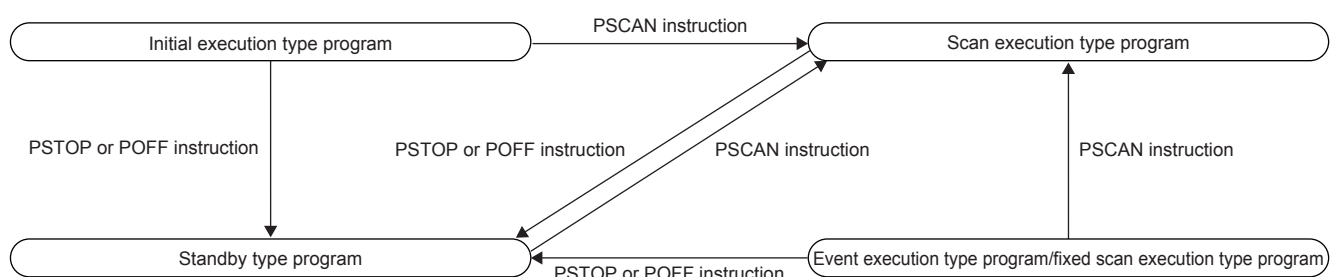 PSCAN instruction
Initial execution type program
Scan execution type program
PSTOP or POFF instruction
PSTOP or POFF instruction
PSCAN instruction
PSCAN instruction
Standby type program
Event execution type program/fixed scan execution type program
PSTOP or POFF instruction